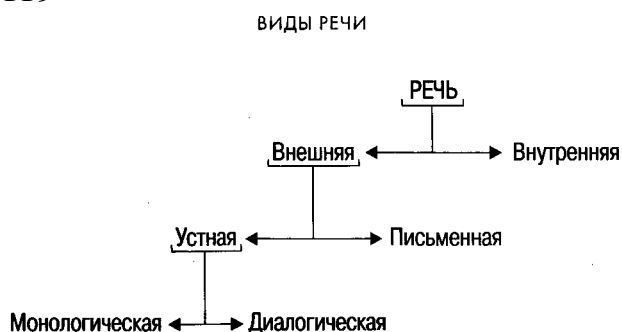 ВИДЫ РЕЧИ
РЕЧЬ
Внешняя Внутренняя
Устная Письменная
Монологическая Диалогическая